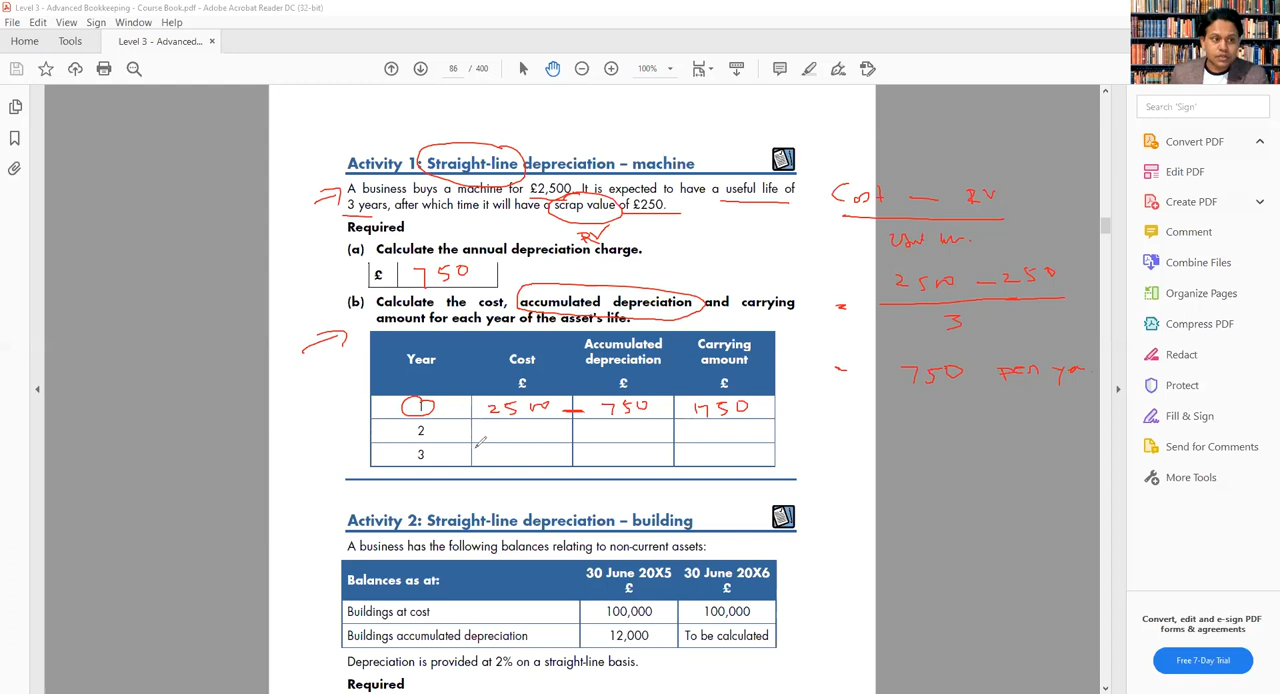 Level 3 - Advanced Bookkeeping - Course Book.pdf - Adobe Acrobat Reader DC (32-bit)
File Edit View Sign Window Help
Home Tools Level 3 - Advanced... ×
86 / 400 100%
Search 'Sign'
Convert PDF
Edit PDF
Create PDF
Comment
Combine Files
Organize Pages
Compress PDF
Redact
Protect
Fill & Sign
Send for Comments
More Tools
Convert, edit and e-sign PDF
forms & agreements
Free 7-Day Trial
Activity 1: Straight-line depreciation – machine
A business buys a machine for £2,500. It is expected to have a useful life of
3 years, after which time it will have a scrap value of £250.
RV
Required
(a) Calculate the annual depreciation charge.
£ 750
(b) Calculate the cost, accumulated depreciation and carrying
amount for each year of the asset's life.
Year Cost Accumulated depreciation Carrying amount
£ £ £
1 2500 – 750 1750
2
3
Cost — RV
2500 – 250
=
3
= 750 per
Activity 2: Straight-line depreciation – building
A business has the following balances relating to non-current assets:
Balances as at: 30 June 20X5 £ 30 June 20X6 £
Buildings at cost 100,000 100,000
Buildings accumulated depreciation 12,000 To be calculated
Depreciation is provided at 2% on a straight-line basis.
Required